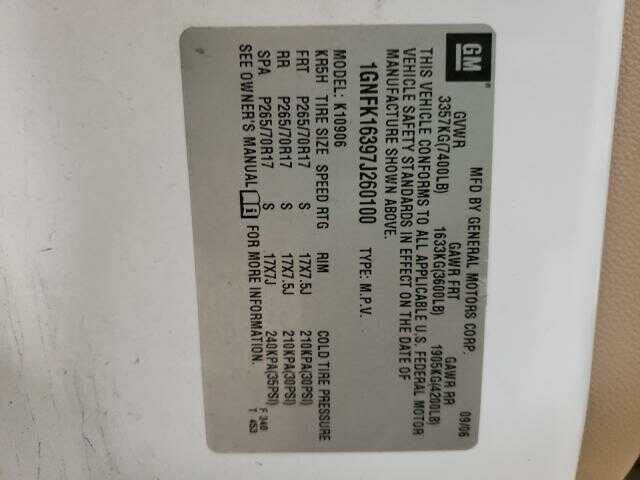 GM
MFD BY GENERAL MOTORS CORP. 09/06
GVWR GAWR FRT GAWR RR
3357KG(7400LB) 1633KG(3600LB) 1905KG(4200LB)
THIS VEHICLE CONFORMS TO ALL APPLICABLE U.S. FEDERAL MOTOR
VEHICLE SAFETY STANDARDS IN EFFECT ON THE DATE OF
MANUFACTURE SHOWN ABOVE.
1GNFK16397J260100 TYPE: M.P.V.
MODEL: K10906
KR5H TIRE SIZE SPEED RTG RIM COLD TIRE PRESSURE
FRT P265/70R17 S 17X7.5J 210KPA(30PSI)
RR P265/70R17 S 17X7.5J 210KPA(30PSI)
SPA P265/70R17 S 17X7J 240KPA(35PSI)
SEE OWNER'S MANUAL i FOR MORE INFORMATION.
F 340
T 453